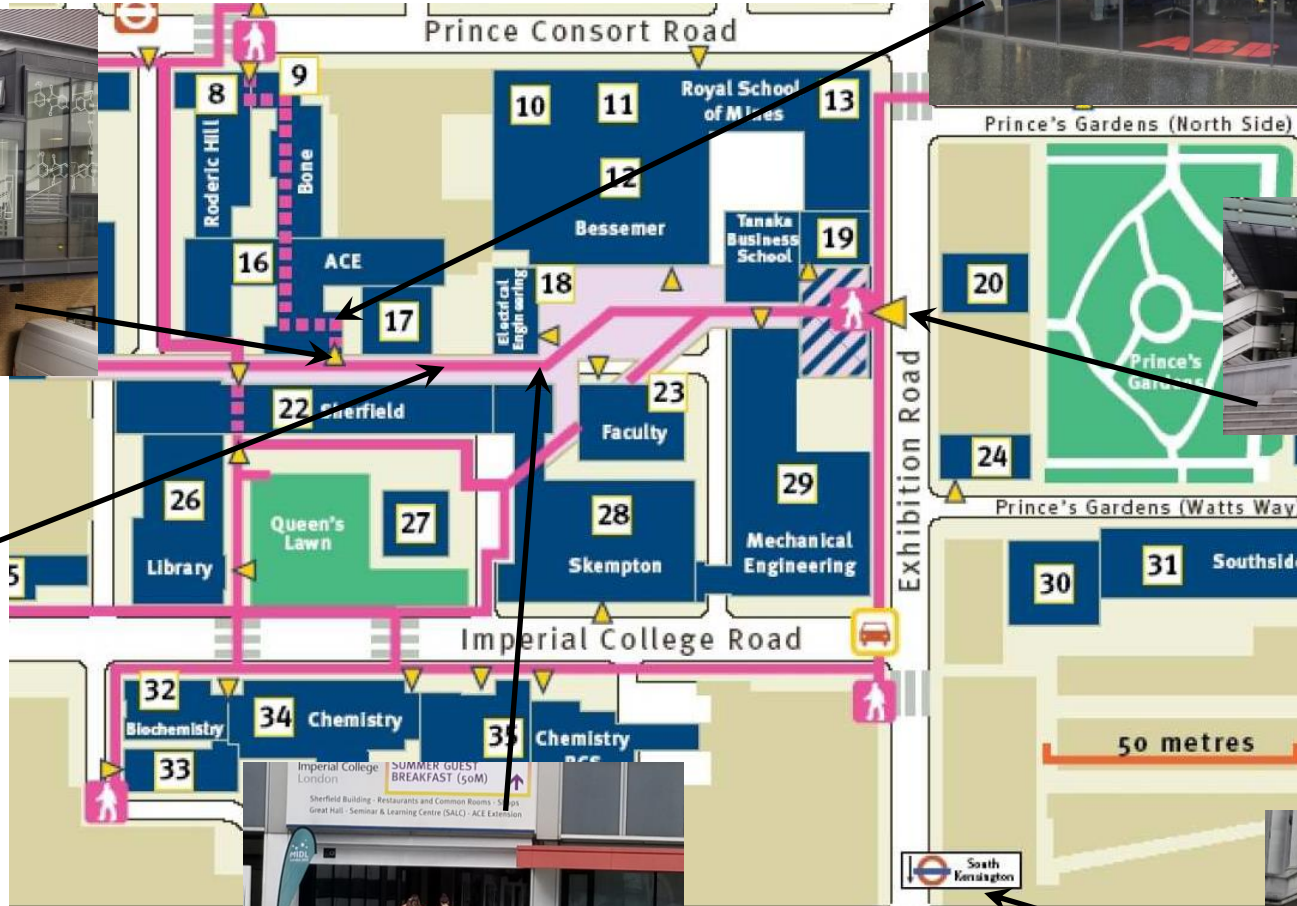 Prince Consort Road
ABB
8
9
10
11
Royal School
of Mines
13
Prince's Gardens (North Side)
Roderic Hill
Bone
12
Bessemer
Tanaka
Business
School
19
16
ACE
17
Electrical
Engineering
18
20
Prince's
Gardens
22 Sherfield
23
Faculty
Exhibition Road
24
26
Library
Queen's
Lawn
27
28
Skempton
29
Mechanical
Engineering
Prince's Gardens (Watts Way)
5
30
31
Imperial College Road
32
Biochemistry
33
34 Chemistry
35
Chemistry
50 metres
Imperial College
London
SUMMER GUEST
BREAKFAST (50M)
Sherfield Building - Restaurants and Common Rooms - Shops
Great Hall - Seminar & Learning Centre (SALC) - ACE Extension
MIDL
South
Kensington